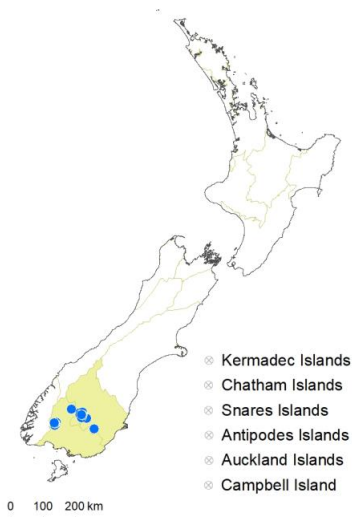 Kermadec Islands
Chatham Islands
Snares Islands
Antipodes Islands
Auckland Islands
Campbell Island
0 100 200 km